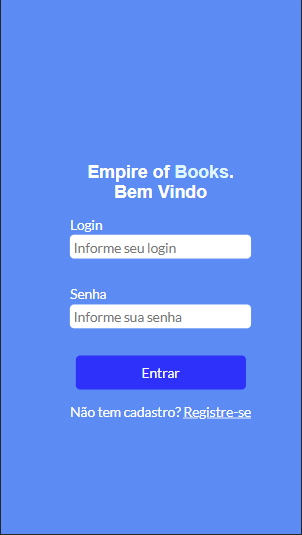 Empire of Books.
Bem Vindo
Login
Informe seu login
Senha
Informe sua senha
Entrar
Não tem cadastro? Registre-se